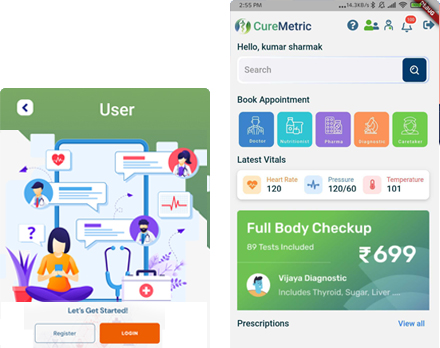 User
Let's Get Started!
Register
LOGIN
2:55 PM
...14.3KB/s
CureMetric
Hello, kumar sharmak
Search
Book Appointment
Doctor
Nutritionist
Pharma
Diagnostic
Caretaker
Latest Vitals
Heart Rate
120
Pressure
120/60
Temperature
101
Full Body Checkup
89 Tests Included
₹699
Vijaya Diagnostic
Includes Thyroid, Sugar, Liver ....
Prescriptions
View all